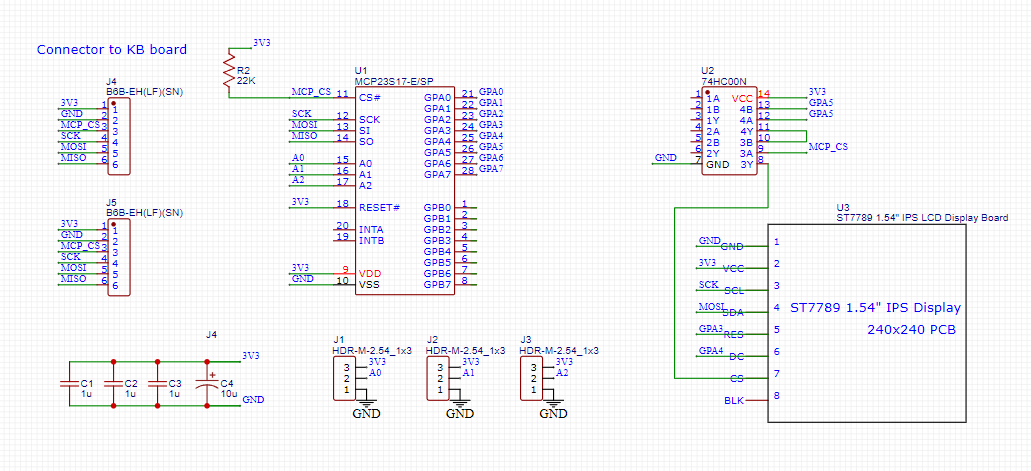 Connector to KB board
J4
B6B-EH(LF)(SN)
3V3 1 1
GND 2 2
MCP_CS 3 3
SCK 4 4
MOSI 5 5
MISO 6 6
J5
B6B-EH(LF)(SN)
3V3 1 1
GND 2 2
MCP_CS 3 3
SCK 4 4
MOSI 5 5
MISO 6 6
3V3
R2
22K
U1
MCP23S17-E/SP
MCP_CS 11 CS# GPA0 21 GPA0
GPA1 22 GPA1
SCK 12 SCK GPA2 23 GPA2
MOSI 13 SI GPA3 24 GPA3
MISO 14 SO GPA4 25 GPA4
GPA5 26 GPA5
A0 15 A0 GPA6 27 GPA6
A1 16 A1 GPA7 28 GPA7
A2 17 A2
3V3 18 RESET# GPB0 1
GPB1 2
20 INTA GPB2 3
19 INTB GPB3 4
GPB4 5
GPB5 6
3V3 9 VDD GPB6 7
GND 10 VSS GPB7 8
U2
74HC00N
1 1A VCC 14 3V3
2 1B 4B 13 GPA5
3 1Y 4A 12 GPA5
4 2A 4Y 11
5 2B 3B 10
6 2Y 3A 9 MCP_CS
GND 7 GND 3Y 8
U3
ST7789 1.54" IPS LCD Display Board
GND GND 1
3V3 VCC 2
SCK SCL 3
MOSI SDA 4
GPA3 RES 5
GPA4 DC 6
CS 7
BLK 8
ST7789 1.54" IPS Display
240x240 PCB
J4
3V3
C1
1u
C2
1u
C3
1u
+
C4
10u
GND
J1
HDR-M-2.54_1x3
3 3V3
2 A0
1
GND
J2
HDR-M-2.54_1x3
3 3V3
2 A1
1
GND
J3
HDR-M-2.54_1x3
3 3V3
2 A2
1
GND